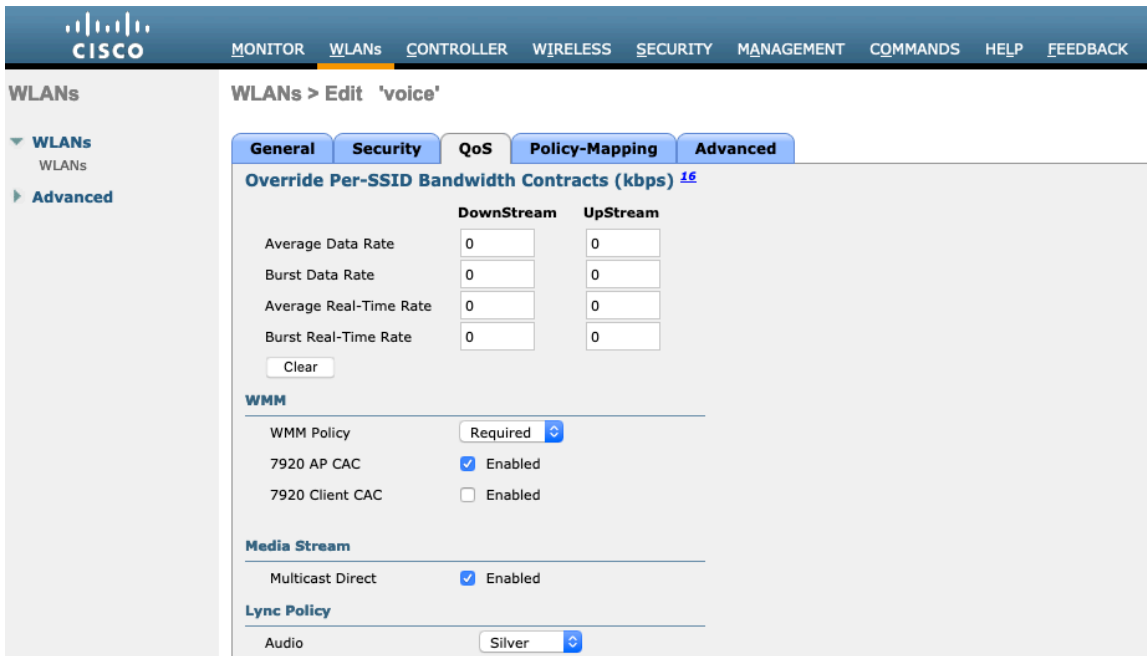 CISCO
MONITOR WLANs CONTROLLER WIRELESS SECURITY MANAGEMENT COMMANDS HELP FEEDBACK
WLANs
WLANs
WLANs
Advanced
WLANs > Edit 'voice'
General Security QoS Policy-Mapping Advanced
Override Per-SSID Bandwidth Contracts (kbps) 16
DownStream UpStream
Average Data Rate 0 0
Burst Data Rate 0 0
Average Real-Time Rate 0 0
Burst Real-Time Rate 0 0
Clear
WMM
WMM Policy Required
7920 AP CAC Enabled
7920 Client CAC Enabled
Media Stream
Multicast Direct Enabled
Lync Policy
Audio Silver